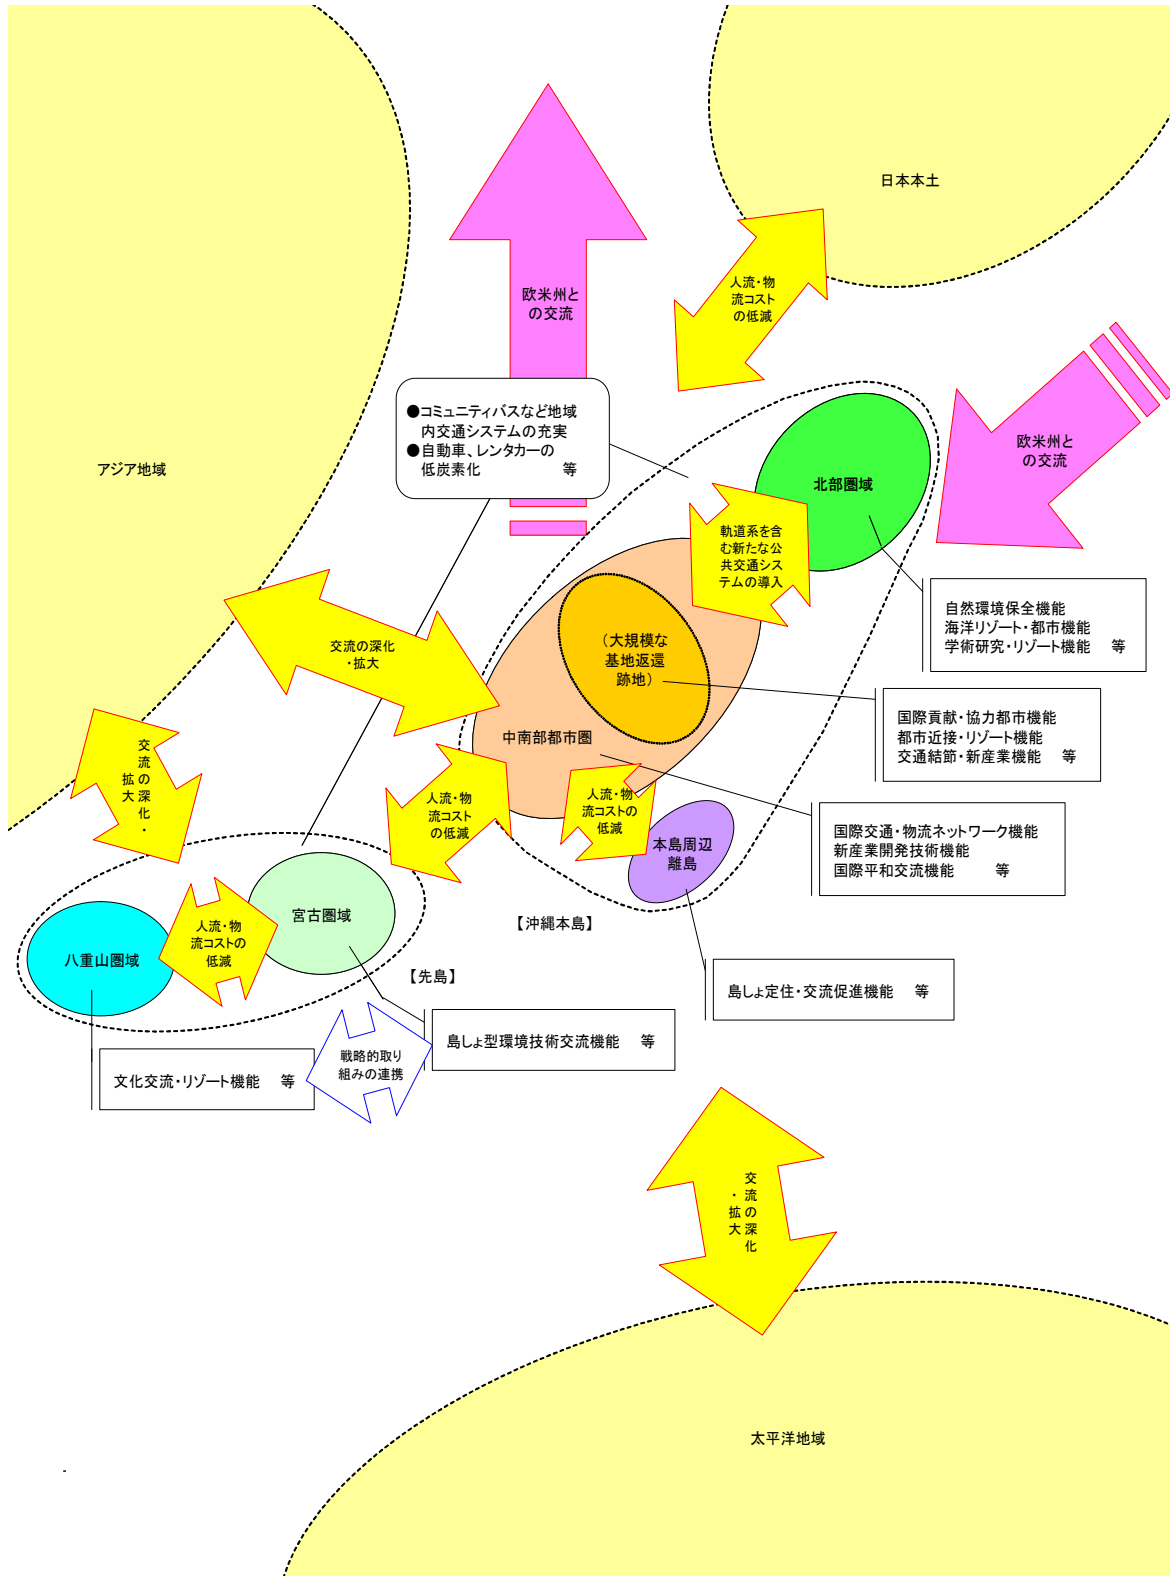 日本本土
人流・物
流コスト
の低減
欧米州と
の交流
●コミュニティバスなど地域
内交通システムの充実
●自動車、レンタカーの
低炭素化 等
欧米州と
の交流
アジア地域
北部圏域
軌道系を含
む新たな公
共交通シス
テムの導入
自然環境保全機能
海洋リゾート・都市機能
学術研究・リゾート機能 等
(大規模な
基地返還
跡地)
交流の深化
・拡大
国際貢献・協力都市機能
都市近接・リゾート機能
交通結節・新産業機能 等
中南部都市圏
交流の深化・
拡大
人流・物
流コスト
の低減
人流・物
流コストの
低減
国際交通・物流ネットワーク機能
新産業開発技術機能
国際平和交流機能 等
本島周辺
離島
宮古圏域
【沖縄本島】
人流・物
流コストの
低減
八重山圏域
【先島】
島しょ定住・交流促進機能 等
島しょ型環境技術交流機能 等
戦略的取り
組みの連携
文化交流・リゾート機能 等
交流の深化
・拡大
太平洋地域